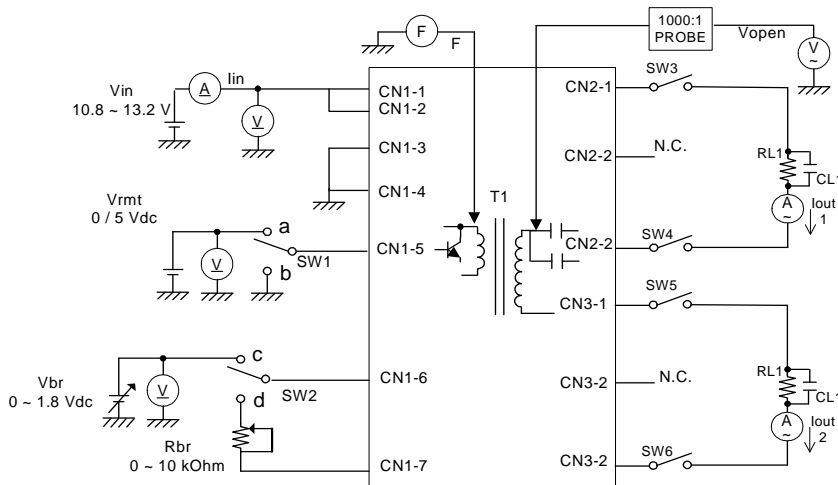 F
F
1000:1
PROBE
Vopen
V
~
Vin
10.8 ~ 13.2 V
A
Iin
V
CN1-1
CN1-2
CN1-3
CN1-4
CN2-1
SW3
CN2-2
N.C.
RL1
CL1
A
~
Iout
1
Vrmt
0 / 5 Vdc
V
a
b
SW1
CN1-5
T1
CN2-2
SW4
CN3-1
SW5
Vbr
0 ~ 1.8 Vdc
V
c
d
SW2
CN1-6
CN3-2
N.C.
RL1
CL1
A
~
Iout
2
Rbr
0 ~ 10 kOhm
CN1-7
CN3-2
SW6